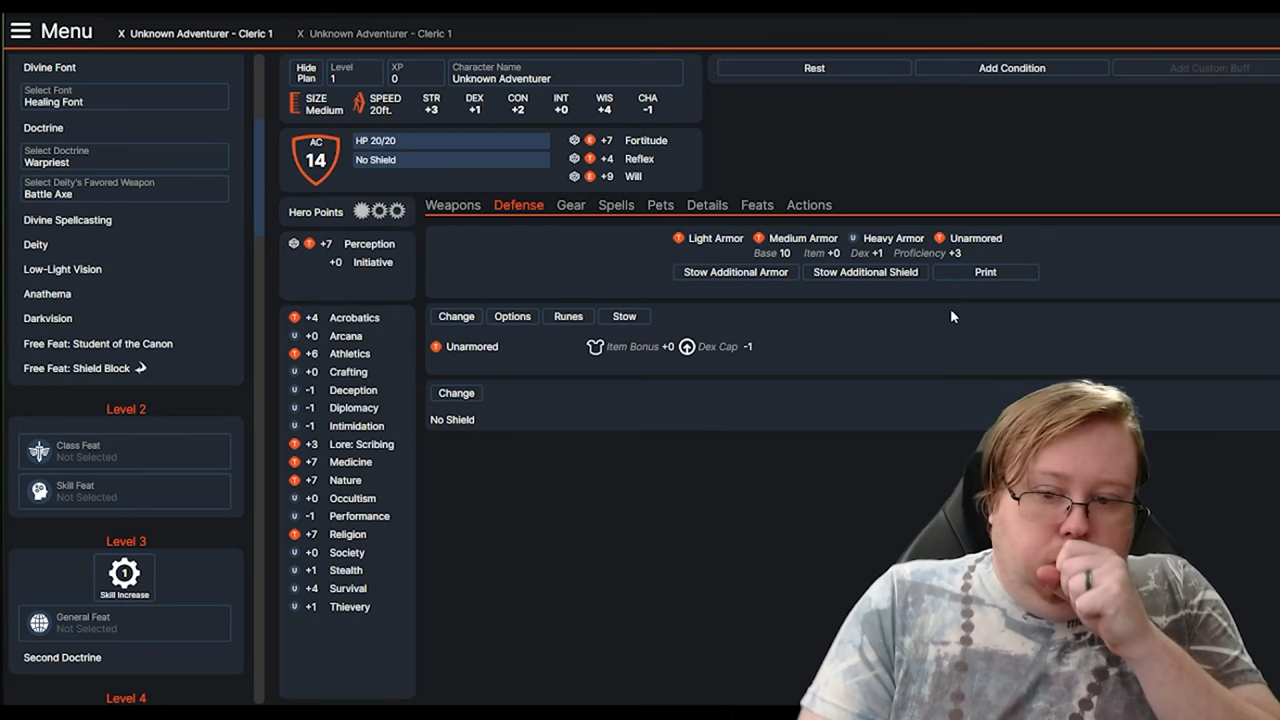 Menu
X Unknown Adventurer - Cleric 1
X Unknown Adventurer - Cleric 1
Divine Font
Select Font
Healing Font
Doctrine
Select Doctrine
Warpriest
Select Deity's Favored Weapon
Battle Axe
Divine Spellcasting
Deity
Low-Light Vision
Anathema
Darkvision
Free Feat: Student of the Canon
Free Feat: Shield Block
Level 2
Class Feat
Not Selected
Skill Feat
Not Selected
Level 3
1
Skill Increase
General Feat
Not Selected
Second Doctrine
Level 4
Hide Plan
Level
1
XP
0
Character Name
Unknown Adventurer
SIZE
Medium
SPEED
20ft.
STR
+3
DEX
+1
CON
+2
INT
+0
WIS
+4
CHA
-1
AC
14
HP 20/20
No Shield
E +7 Fortitude
T +4 Reflex
E +9 Will
Hero Points
T +7 Perception
+0 Initiative
T +4 Acrobatics
U +0 Arcana
T +6 Athletics
U +0 Crafting
U -1 Deception
U -1 Diplomacy
U -1 Intimidation
T +3 Lore: Scribing
T +7 Medicine
T +7 Nature
U +0 Occultism
U -1 Performance
T +7 Religion
U +0 Society
U +1 Stealth
U +4 Survival
U +1 Thievery
Rest
Add Condition
Add Custom Buff
Weapons Defense Gear Spells Pets Details Feats Actions
T Light Armor T Medium Armor U Heavy Armor T Unarmored
Base 10 Item +0 Dex +1 Proficiency +3
Stow Additional Armor
Stow Additional Shield
Print
Change Options Runes Stow
T Unarmored Item Bonus +0 Dex Cap -1
Change
No Shield